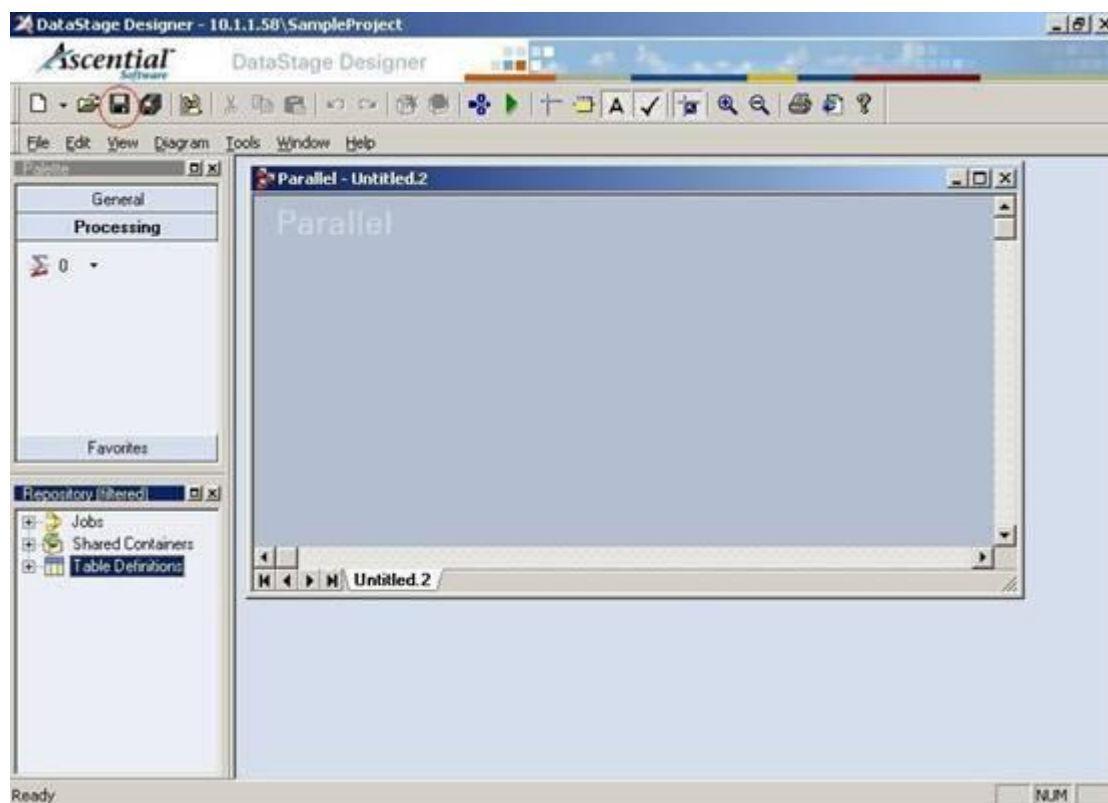 DataStage Designer - 10.1.1.58\SampleProject
Ascential
Software
DataStage Designer
A
File Edit View Diagram Tools Window Help
Palette
General
Processing
0
Favorites
Repository (filtered)
Jobs
Shared Containers
Table Definitions
Parallel - Untitled.2
Parallel
Untitled.2
Ready
NUM